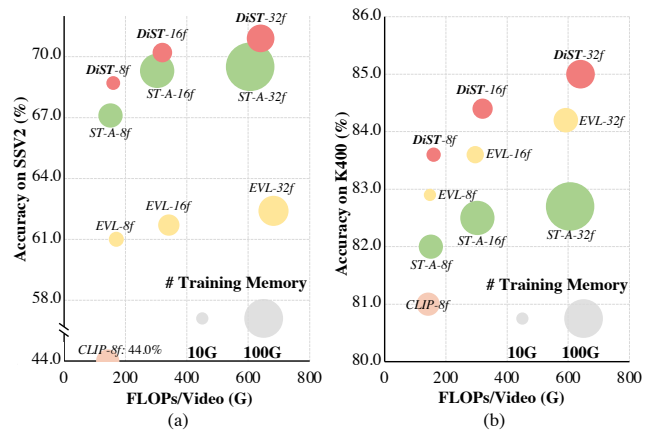 Accuracy on SSV2 (%)
70.0
67.0
64.0
61.0
58.0
44.0
DiST-8f
DiST-16f
DiST-32f
ST-A-8f
ST-A-16f
ST-A-32f
EVL-8f
EVL-16f
EVL-32f
# Training Memory
CLIP-8f: 44.0%
10G
100G
0
200
400
600
800
FLOPs/Video (G)
(a)
Accuracy on K400 (%)
86.0
85.0
84.0
83.0
82.0
81.0
80.0
DiST-8f
DiST-16f
DiST-32f
EVL-8f
EVL-16f
EVL-32f
ST-A-8f
ST-A-16f
ST-A-32f
# Training Memory
CLIP-8f
10G
100G
0
200
400
600
800
FLOPs/Video (G)
(b)